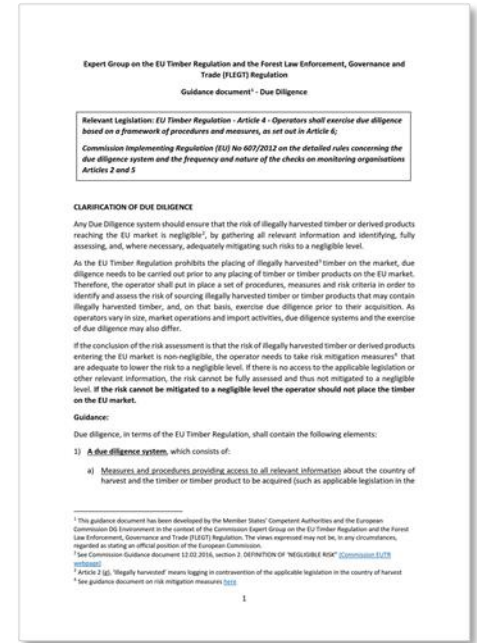 Expert Group on the EU Timber Regulation and the Forest Law Enforcement, Governance and
Trade (FLEGT) Regulation
Guidance document¹ - Due Diligence
Relevant Legislation: EU Timber Regulation - Article 4 - Operators shall exercise due diligence
based on a framework of procedures and measures, as set out in Article 6;
Commission Implementing Regulation (EU) No 607/2012 on the detailed rules concerning the
due diligence system and the frequency and nature of the checks on monitoring organisations
Articles 2 and 5
CLARIFICATION OF DUE DILIGENCE
Any Due Diligence system should ensure that the risk of illegally harvested timber or derived products
reaching the EU market is negligible², by gathering all relevant information and identifying, fully
assessing, and, where necessary, adequately mitigating such risks to a negligible level.
As the EU Timber Regulation prohibits the placing of illegally harvested³ timber on the market, due
diligence needs to be carried out prior to any placing of timber or timber products on the EU market.
Therefore, the operator shall put in place a set of procedures, measures and risk criteria in order to
identify and assess the risk of sourcing illegally harvested timber or timber products that may contain
illegally harvested timber, and, on that basis, exercise due diligence prior to their acquisition. As
operators vary in size, market operations and import activities, due diligence systems and the exercise
of due diligence may also differ.
If the conclusion of the risk assessment is that the risk of illegally harvested timber or derived products
entering the EU market is non-negligible, the operator needs to take risk mitigation measures⁴ that
are adequate to lower the risk to a negligible level. If there is no access to the applicable legislation or
other relevant information, the risk cannot be fully assessed and thus not mitigated to a negligible
level. If the risk cannot be mitigated to a negligible level the operator should not place the timber
on the EU market.
Guidance:
Due diligence, in terms of the EU Timber Regulation, shall contain the following elements:
1) A due diligence system, which consists of:
a) Measures and procedures providing access to all relevant information about the country of
harvest and the timber or timber product to be acquired (such as applicable legislation in the
¹ This guidance document has been developed by the Member States' Competent Authorities and the European
Commission DG Environment in the context of the Commission Expert Group on the EU Timber Regulation and the Forest
Law Enforcement, Governance and Trade (FLEGT) Regulation. The views expressed may not be, in any circumstances,
regarded as stating an official position of the European Commission.
² See Commission Guidance document 12.02.2016, section 2. DEFINITION OF 'NEGLIGIBLE RISK" (Commission EUTR
webpage)
³ Article 2 (g), 'illegally harvested' means logging in contravention of the applicable legislation in the country of harvest
⁴ See guidance document on risk mitigation measures here
1